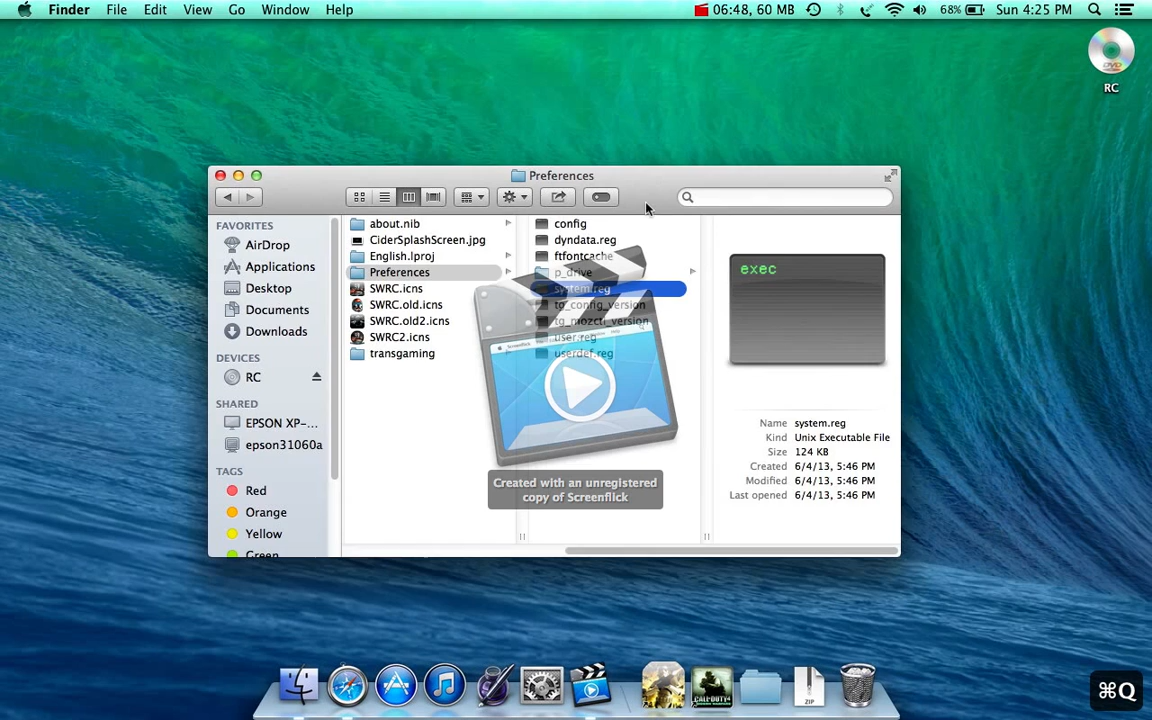 Finder File Edit View Go Window Help 06:48, 60 MB 68% Sun 4:25 PM
DVD
RC
Preferences
FAVORITES
AirDrop
Applications
Desktop
Documents
Downloads
DEVICES
RC
SHARED
EPSON XP-...
epson31060a
TAGS
Red
Orange
Yellow
Green
about.nib
CiderSplashScreen.jpg
English.lproj
Preferences
SWRC.icns
SWRC.old.icns
SWRC.old2.icns
SWRC2.icns
transgaming
config
dyndata.reg
ftfontcache
p_drive
system.reg
tg_config_version
tg_mozctl_version
user.reg
userdef.reg
exec
Name system.reg
Kind Unix Executable File
Size 124 KB
Created 6/4/13, 5:46 PM
Modified 6/4/13, 5:46 PM
Last opened 6/4/13, 5:46 PM
Created with an unregistered
copy of Screenflick
CALL OF DUTY 4
ZIP
⌘Q